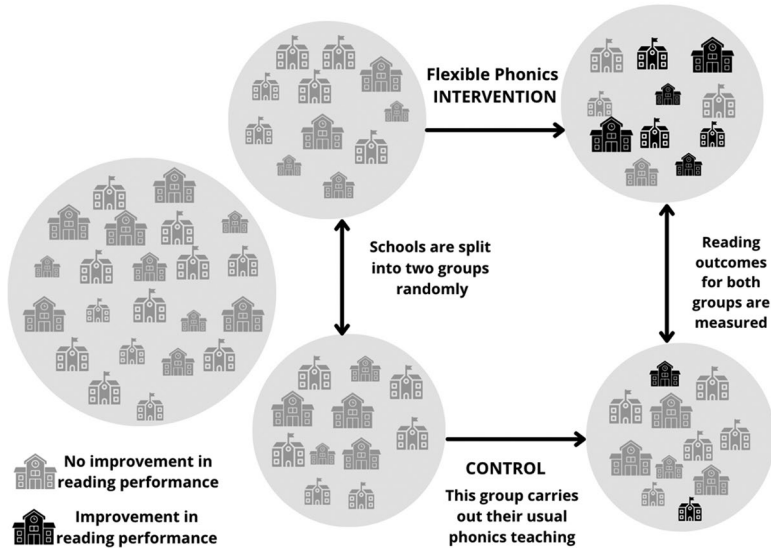 Flexible Phonics
INTERVENTION
Schools are split
into two groups
randomly
Reading
outcomes
for both
groups are
measured
No improvement in
reading performance
Improvement in
reading performance
CONTROL
This group carries
out their usual
phonics teaching